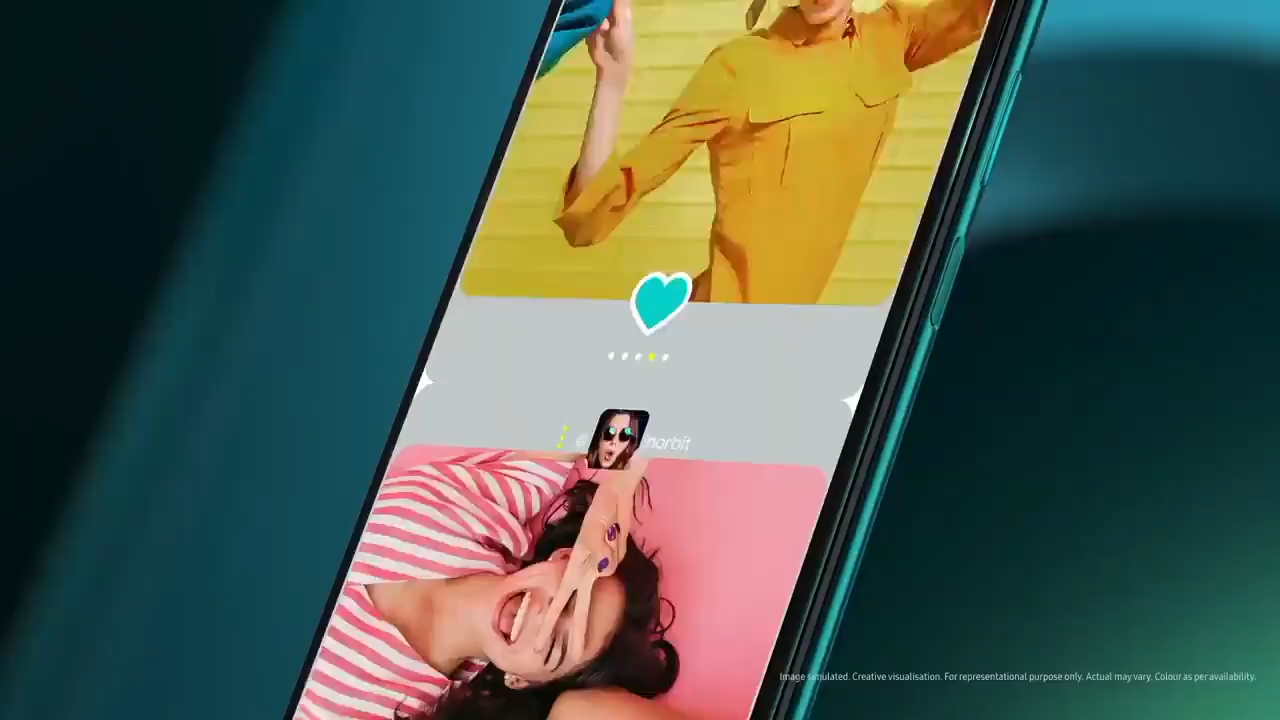 @ norbit
Image simulated. Creative visualisation. For representational purpose only. Actual may vary. Colour as per availability.